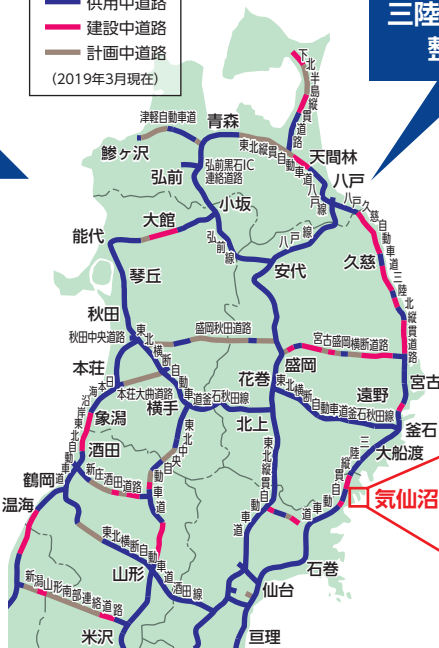 供用中道路
建設中道路
計画中道路
(2019年3月現在)
三陸
下北半島縦貫道路
津軽自動車道
青森
東北縦貫自動車道八戸線
天間林
鰺ヶ沢
弘前黒石IC
連絡道路
弘前
八戸
小坂
八戸久慈自動車道
大館
能代
弘前線
八戸線
安代
久慈
琴丘
三陸北縦貫道路
秋田
秋田中央道路
盛岡秋田道路
宮古盛岡横断道路
東北横断自動車道釜石秋田線
本荘
盛岡
宮古
本荘大曲道路
花巻
東北横断自動車道釜石秋田線
遠野
横手
北上
釜石
日本海沿岸東北自動車道
象潟
大船渡
東北中央自動車道
東北縦貫自動車道
三陸縦貫自動車道
酒田
新庄酒田道路
鶴岡
気仙沼
温海
東北横断自動車道酒田線
石巻
山形
新潟山形南部連絡道路
仙台
米沢
亘理